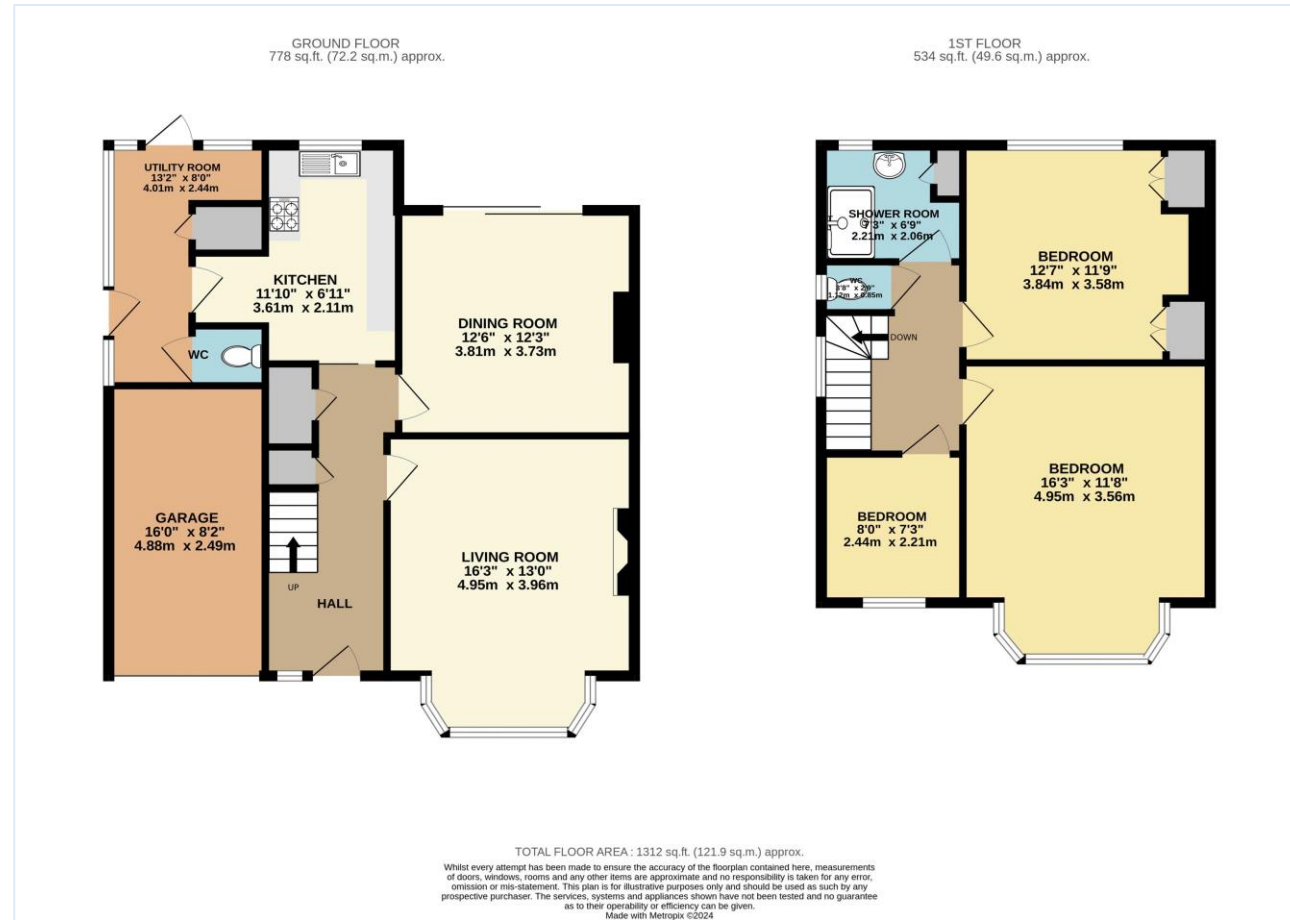 GROUND FLOOR
778 sq.ft. (72.2 sq.m.) approx.
UTILITY ROOM
13'2" x 8'0"
4.01m x 2.44m
KITCHEN
11'10" x 6'11"
3.61m x 2.11m
DINING ROOM
12'6" x 12'3"
3.81m x 3.73m
WC
GARAGE
16'0" x 8'2"
4.88m x 2.49m
UP
HALL
LIVING ROOM
16'3" x 13'0"
4.95m x 3.96m
1ST FLOOR
534 sq.ft. (49.6 sq.m.) approx.
SHOWER ROOM
7'3" x 6'9"
2.21m x 2.06m
WC
DOWN
BEDROOM
12'7" x 11'9"
3.84m x 3.58m
BEDROOM
16'3" x 11'8"
4.95m x 3.56m
BEDROOM
8'0" x 7'3"
2.44m x 2.21m
TOTAL FLOOR AREA : 1312 sq.ft. (121.9 sq.m.) approx.
Whilst every attempt has been made to ensure the accuracy of the floorplan contained here, measurements
of doors, windows, rooms and any other items are approximate and no responsibility is taken for any error,
omission or mis-statement. This plan is for illustrative purposes only and should be used as such by any
prospective purchaser. The services, systems and appliances shown have not been tested and no guarantee
as to their operability or efficiency can be given.
Made with Metropix ©2024